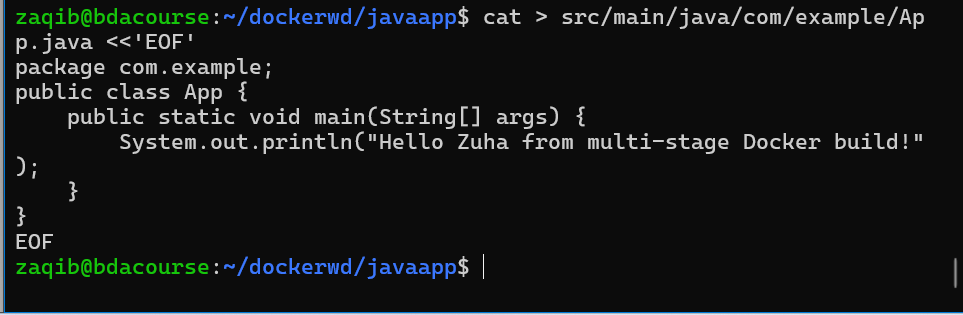 zaqib@bdacourse:~/dockerwd/javaapp$ cat > src/main/java/com/example/Ap
p.java <<'EOF'
package com.example;
public class App {
    public static void main(String[] args) {
        System.out.println("Hello Zuha from multi-stage Docker build!"
);
    }
}
EOF
zaqib@bdacourse:~/dockerwd/javaapp$